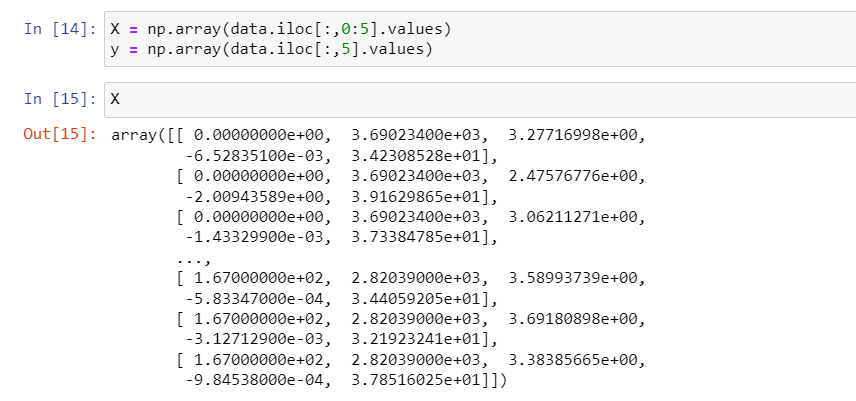 In [14]: X = np.array(data.iloc[:,0:5].values)
y = np.array(data.iloc[:,5].values)
In [15]: X
Out[15]: array([[ 0.00000000e+00,  3.69023400e+03,  3.27716998e+00,
        -6.52835100e-03,  3.42308528e+01],
       [ 0.00000000e+00,  3.69023400e+03,  2.47576776e+00,
        -2.00943589e+00,  3.91629865e+01],
       [ 0.00000000e+00,  3.69023400e+03,  3.06211271e+00,
        -1.43329900e-03,  3.73384785e+01],
       ...,
       [ 1.67000000e+02,  2.82039000e+03,  3.58993739e+00,
        -5.83347000e-04,  3.44059205e+01],
       [ 1.67000000e+02,  2.82039000e+03,  3.69180898e+00,
        -3.12712900e-03,  3.21923241e+01],
       [ 1.67000000e+02,  2.82039000e+03,  3.38385665e+00,
        -9.84538000e-04,  3.78516025e+01]])